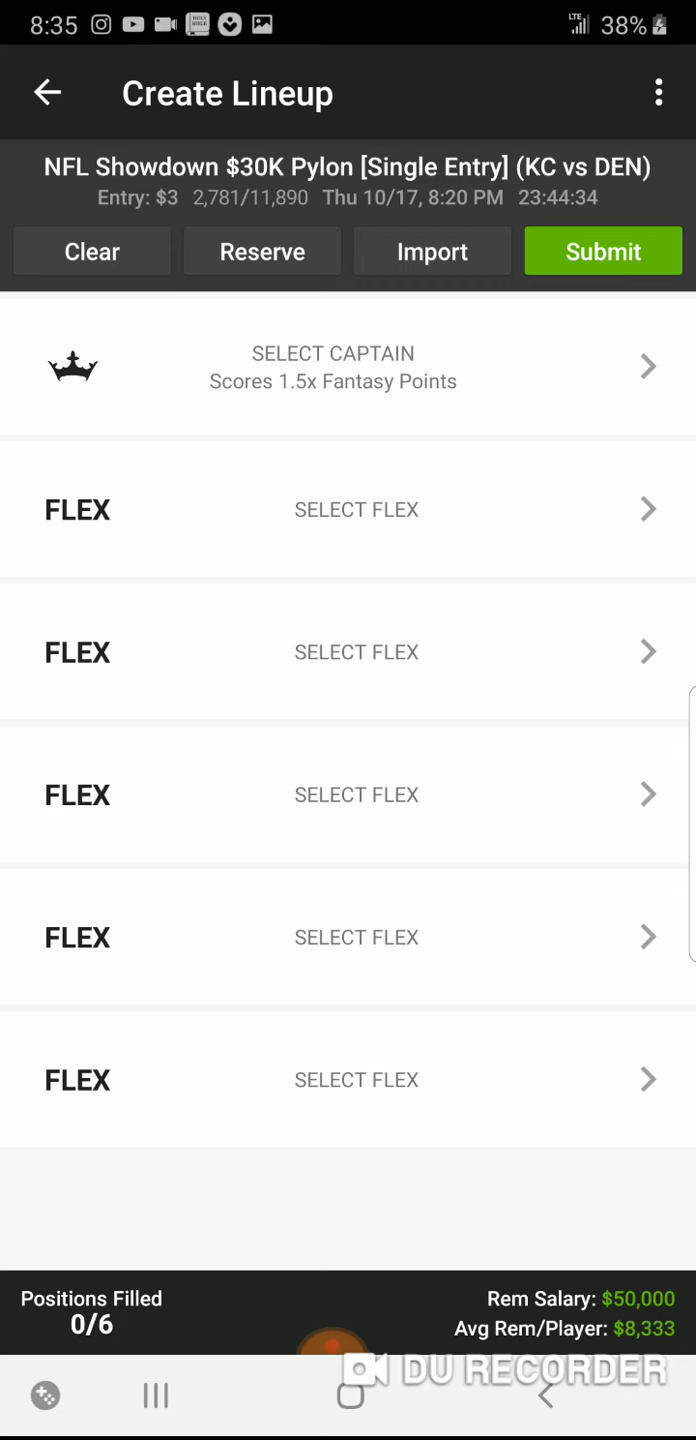 8:35
LTE 38%
Create Lineup
NFL Showdown $30K Pylon [Single Entry] (KC vs DEN)
Entry: $3 2,781/11,890 Thu 10/17, 8:20 PM 23:44:34
Clear Reserve Import Submit
SELECT CAPTAIN
Scores 1.5x Fantasy Points
FLEX SELECT FLEX
FLEX SELECT FLEX
FLEX SELECT FLEX
FLEX SELECT FLEX
FLEX SELECT FLEX
Positions Filled Rem Salary: $50,000
0/6 Avg Rem/Player: $8,333
DU RECORDER